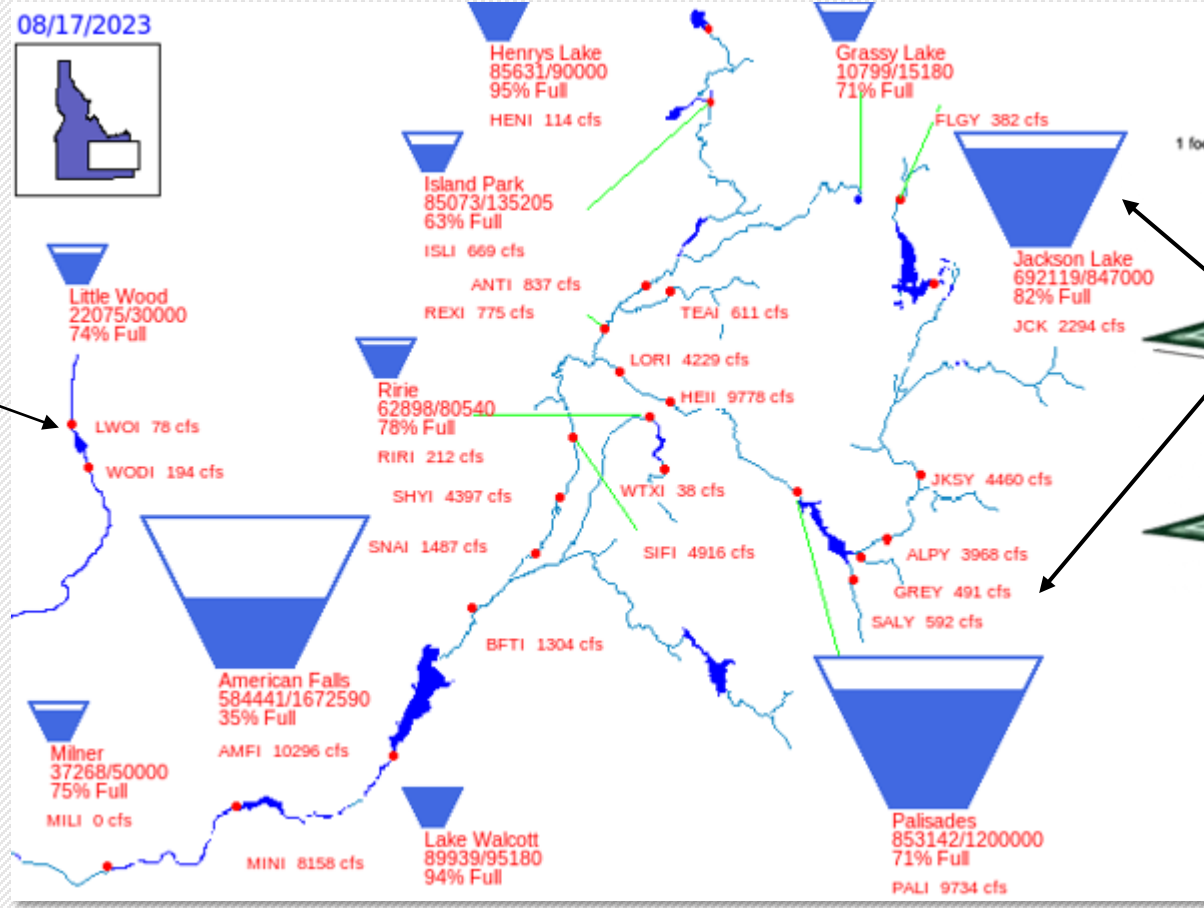 08/17/2023
Henrys Lake
85631/90000
95% Full
HENI 114 cfs
Grassy Lake
10799/15180
71% Full
FLGY 382 cfs
1 foo
Island Park
85073/135205
63% Full
ISLI 669 cfs
Jackson Lake
692119/847000
82% Full
JCK 2294 cfs
Little Wood
22075/30000
74% Full
ANTI 837 cfs
REXI 775 cfs
TEAI 611 cfs
LORI 4229 cfs
HEII 9778 cfs
Ririe
62898/80540
78% Full
RIRI 212 cfs
LWOI 78 cfs
WODI 194 cfs
SHYI 4397 cfs
WTXI 38 cfs
JKSY 4460 cfs
SNAI 1487 cfs
SIFI 4916 cfs
ALPY 3968 cfs
GREY 491 cfs
SALY 592 cfs
BFTI 1304 cfs
American Falls
584441/1672590
35% Full
AMFI 10296 cfs
Milner
37268/50000
75% Full
MILI 0 cfs
MINI 8158 cfs
Lake Walcott
89939/95180
94% Full
Palisades
853142/1200000
71% Full
PALI 9734 cfs